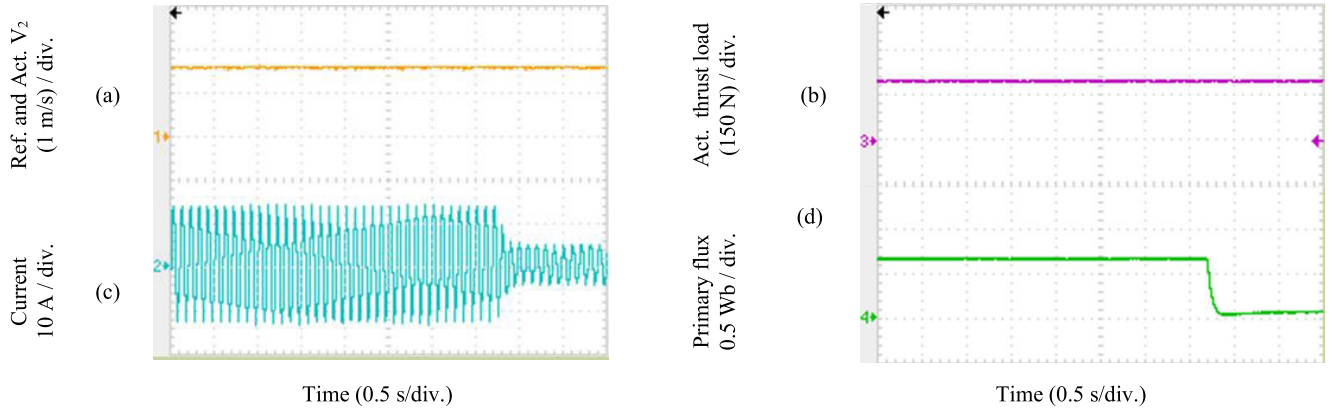 Ref. and Act. V₂
(1 m/s) / div.
(a)
1
Current
10 A / div.
(c)
2
Time (0.5 s/div.)
Act. thrust load
(150 N) / div.
(b)
3
Primary flux
0.5 Wb / div.
(d)
4
Time (0.5 s/div.)